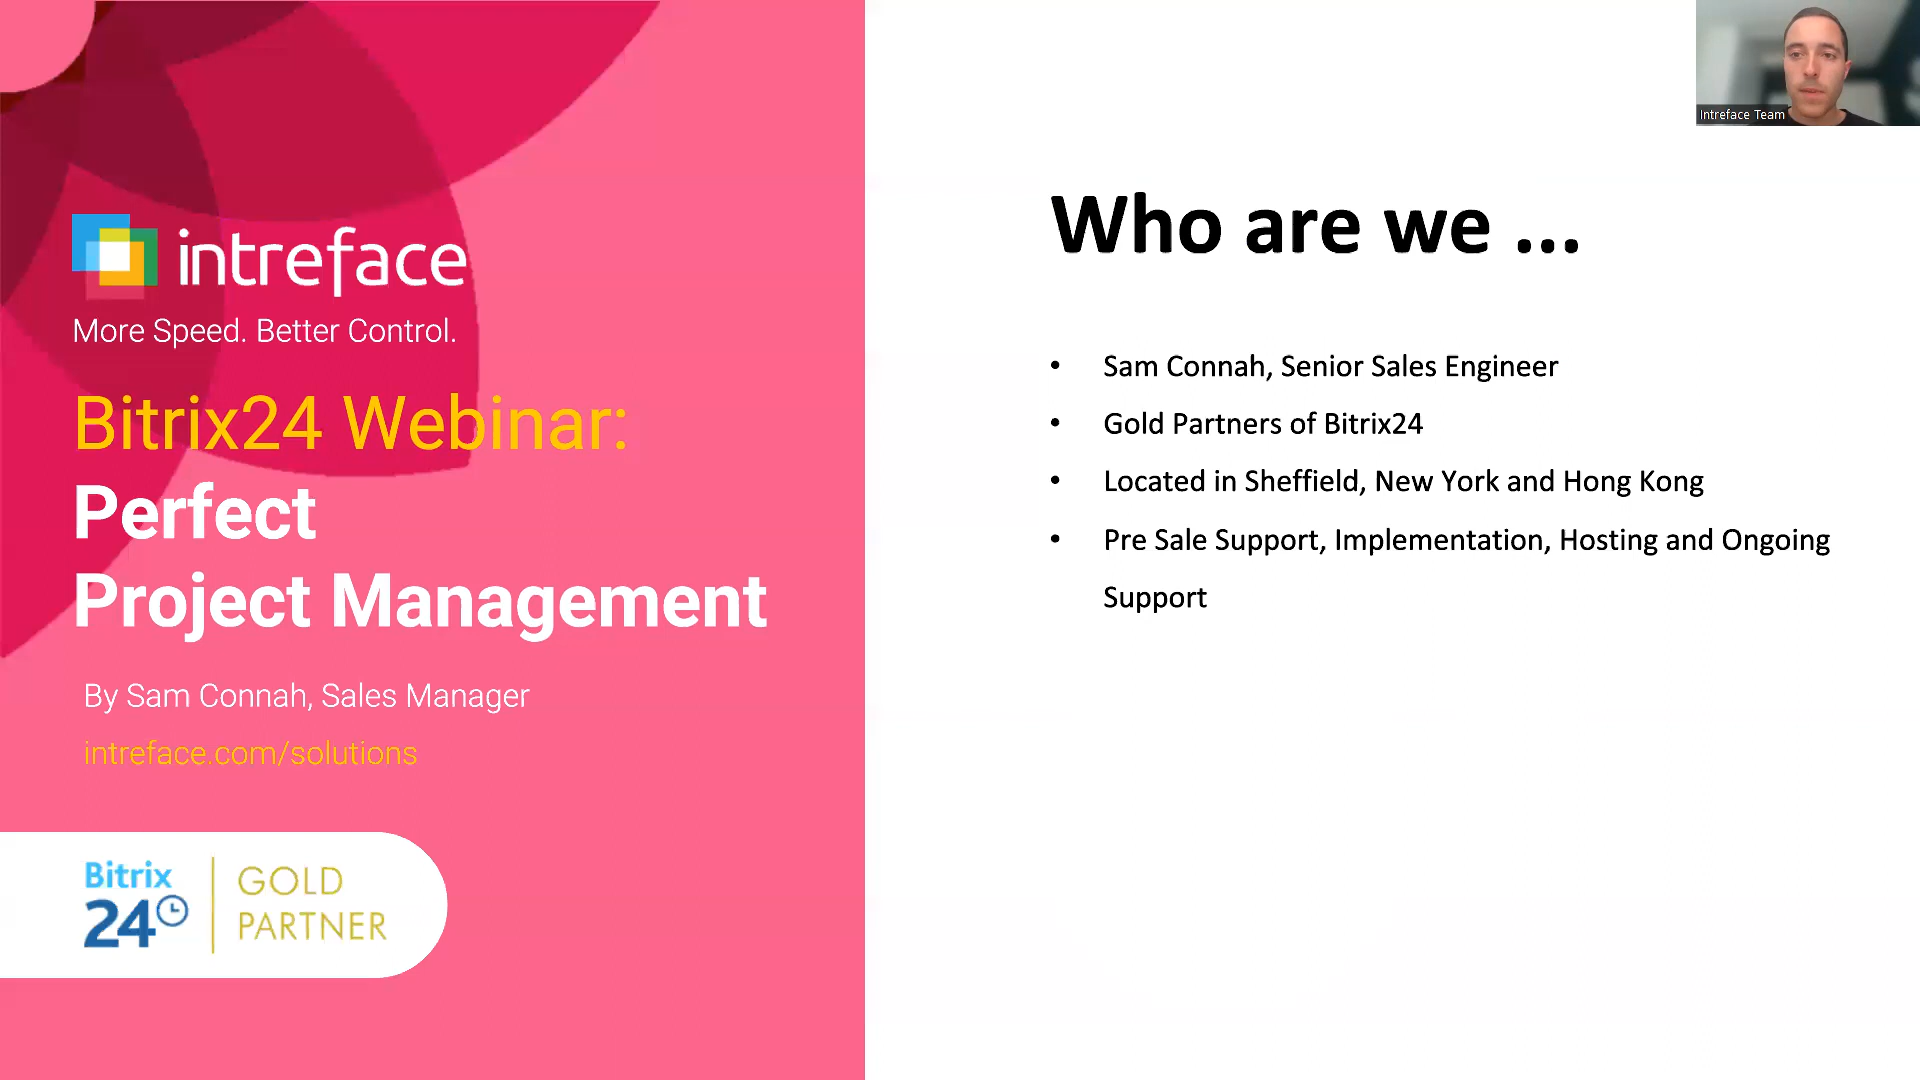 intreface
More Speed. Better Control.
Bitrix24 Webinar:
Perfect
Project Management
By Sam Connah, Sales Manager
intreface.com/solutions
Bitrix
24
GOLD
PARTNER
Who are we ...
• Sam Connah, Senior Sales Engineer
• Gold Partners of Bitrix24
• Located in Sheffield, New York and Hong Kong
• Pre Sale Support, Implementation, Hosting and Ongoing
Support
Intreface Team